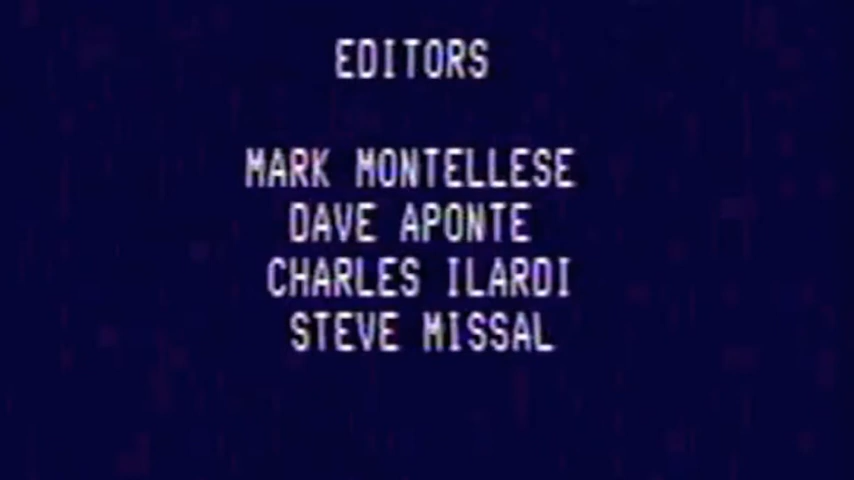 EDITORS
MARK MONTELLESE
DAVE APONTE
CHARLES ILARDI
STEVE MISSAL